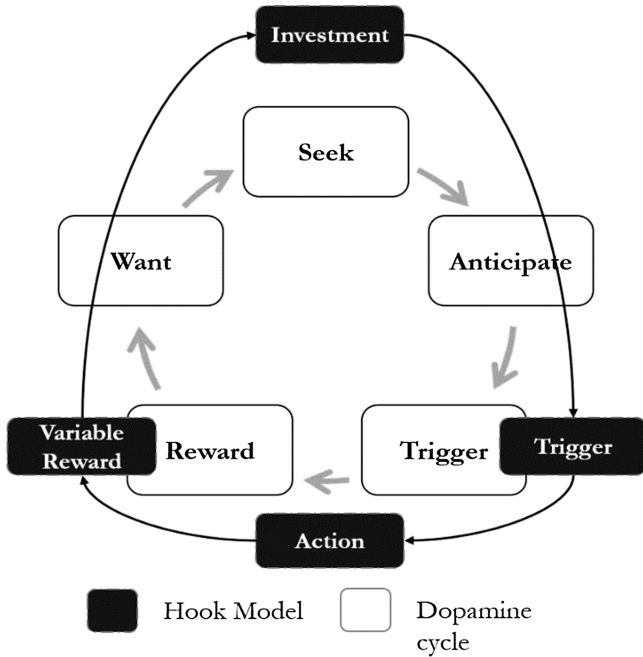 Investment
Seek
Want
Anticipate
Variable
Reward
Reward
Trigger
Trigger
Action
Hook Model
Dopamine
cycle